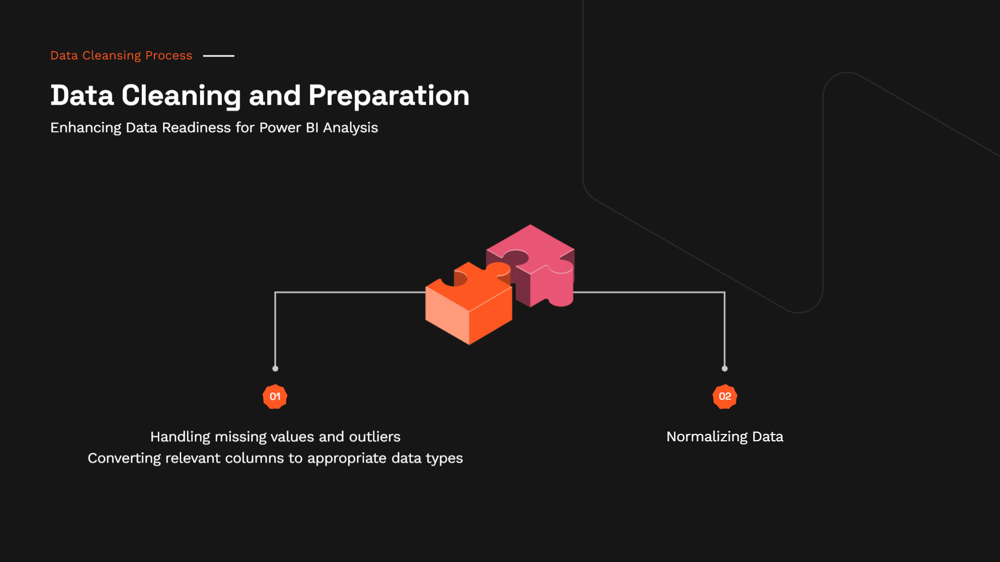 Data Cleansing Process
Data Cleaning and Preparation
Enhancing Data Readiness for Power BI Analysis
01
Handling missing values and outliers
Converting relevant columns to appropriate data types
02
Normalizing Data